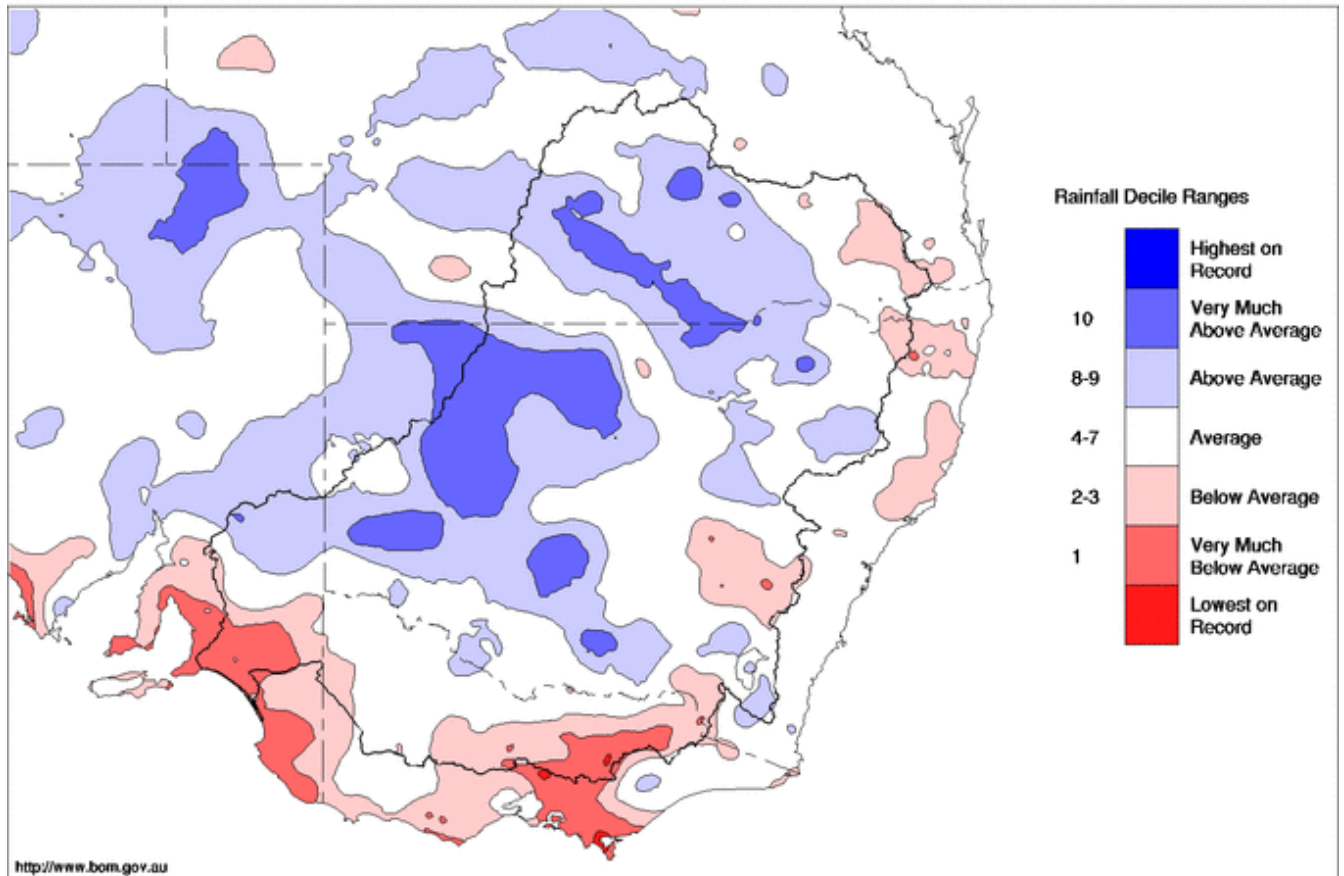 Rainfall Decile Ranges
Highest on
Record
10
Very Much
Above Average
8-9
Above Average
4-7
Average
2-3
Below Average
1
Very Much
Below Average
Lowest on
Record
http://www.bom.gov.au